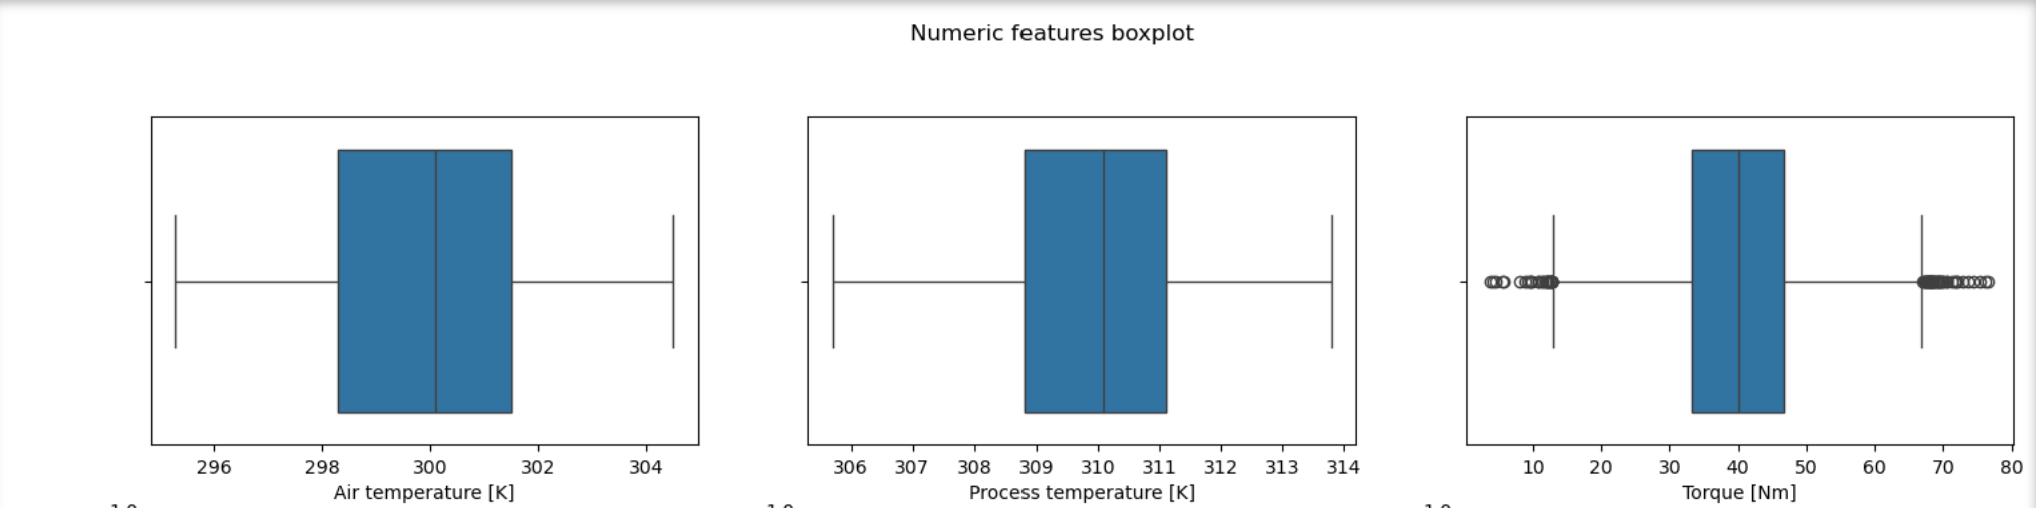 Numeric features boxplot
296 298 300 302 304
Air temperature [K]
306 307 308 309 310 311 312 313 314
Process temperature [K]
10 20 30 40 50 60 70 80
Torque [Nm]